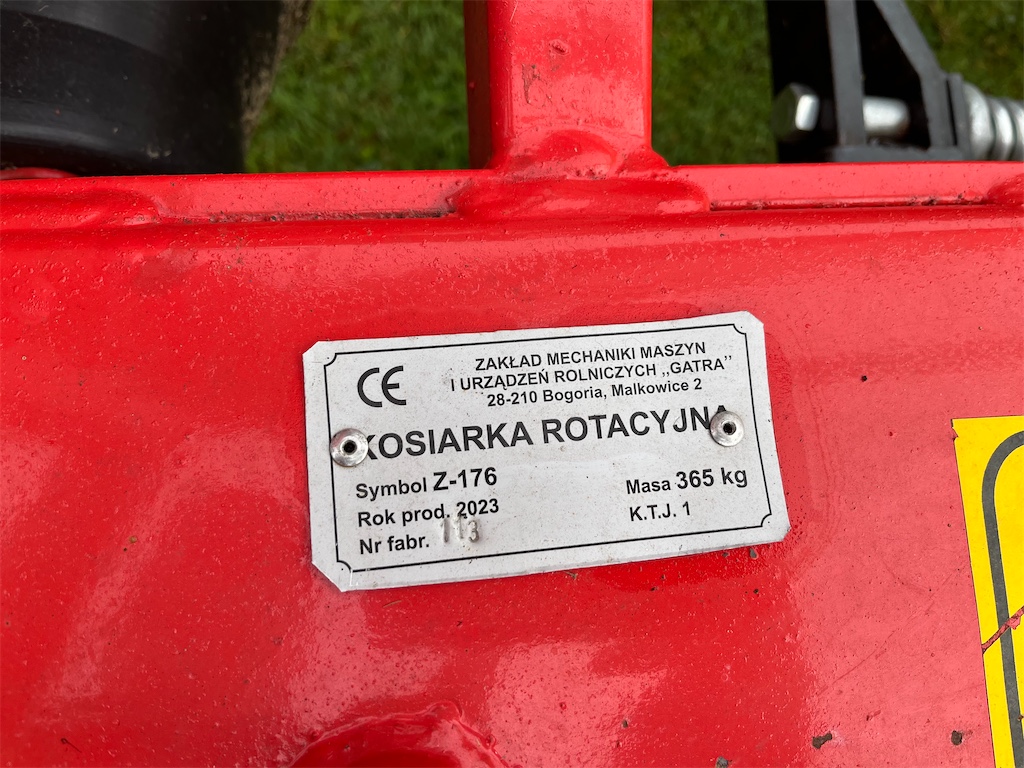 CE
ZAKŁAD MECHANIKI MASZYN
I URZĄDZEŃ ROLNICZYCH ,,GATRA"
28-210 Bogoria, Malkowice 2
KOSIARKA ROTACYJNA
Symbol Z-176
Masa 365 kg
Rok prod. 2023
K.T.J. 1
Nr fabr. 113